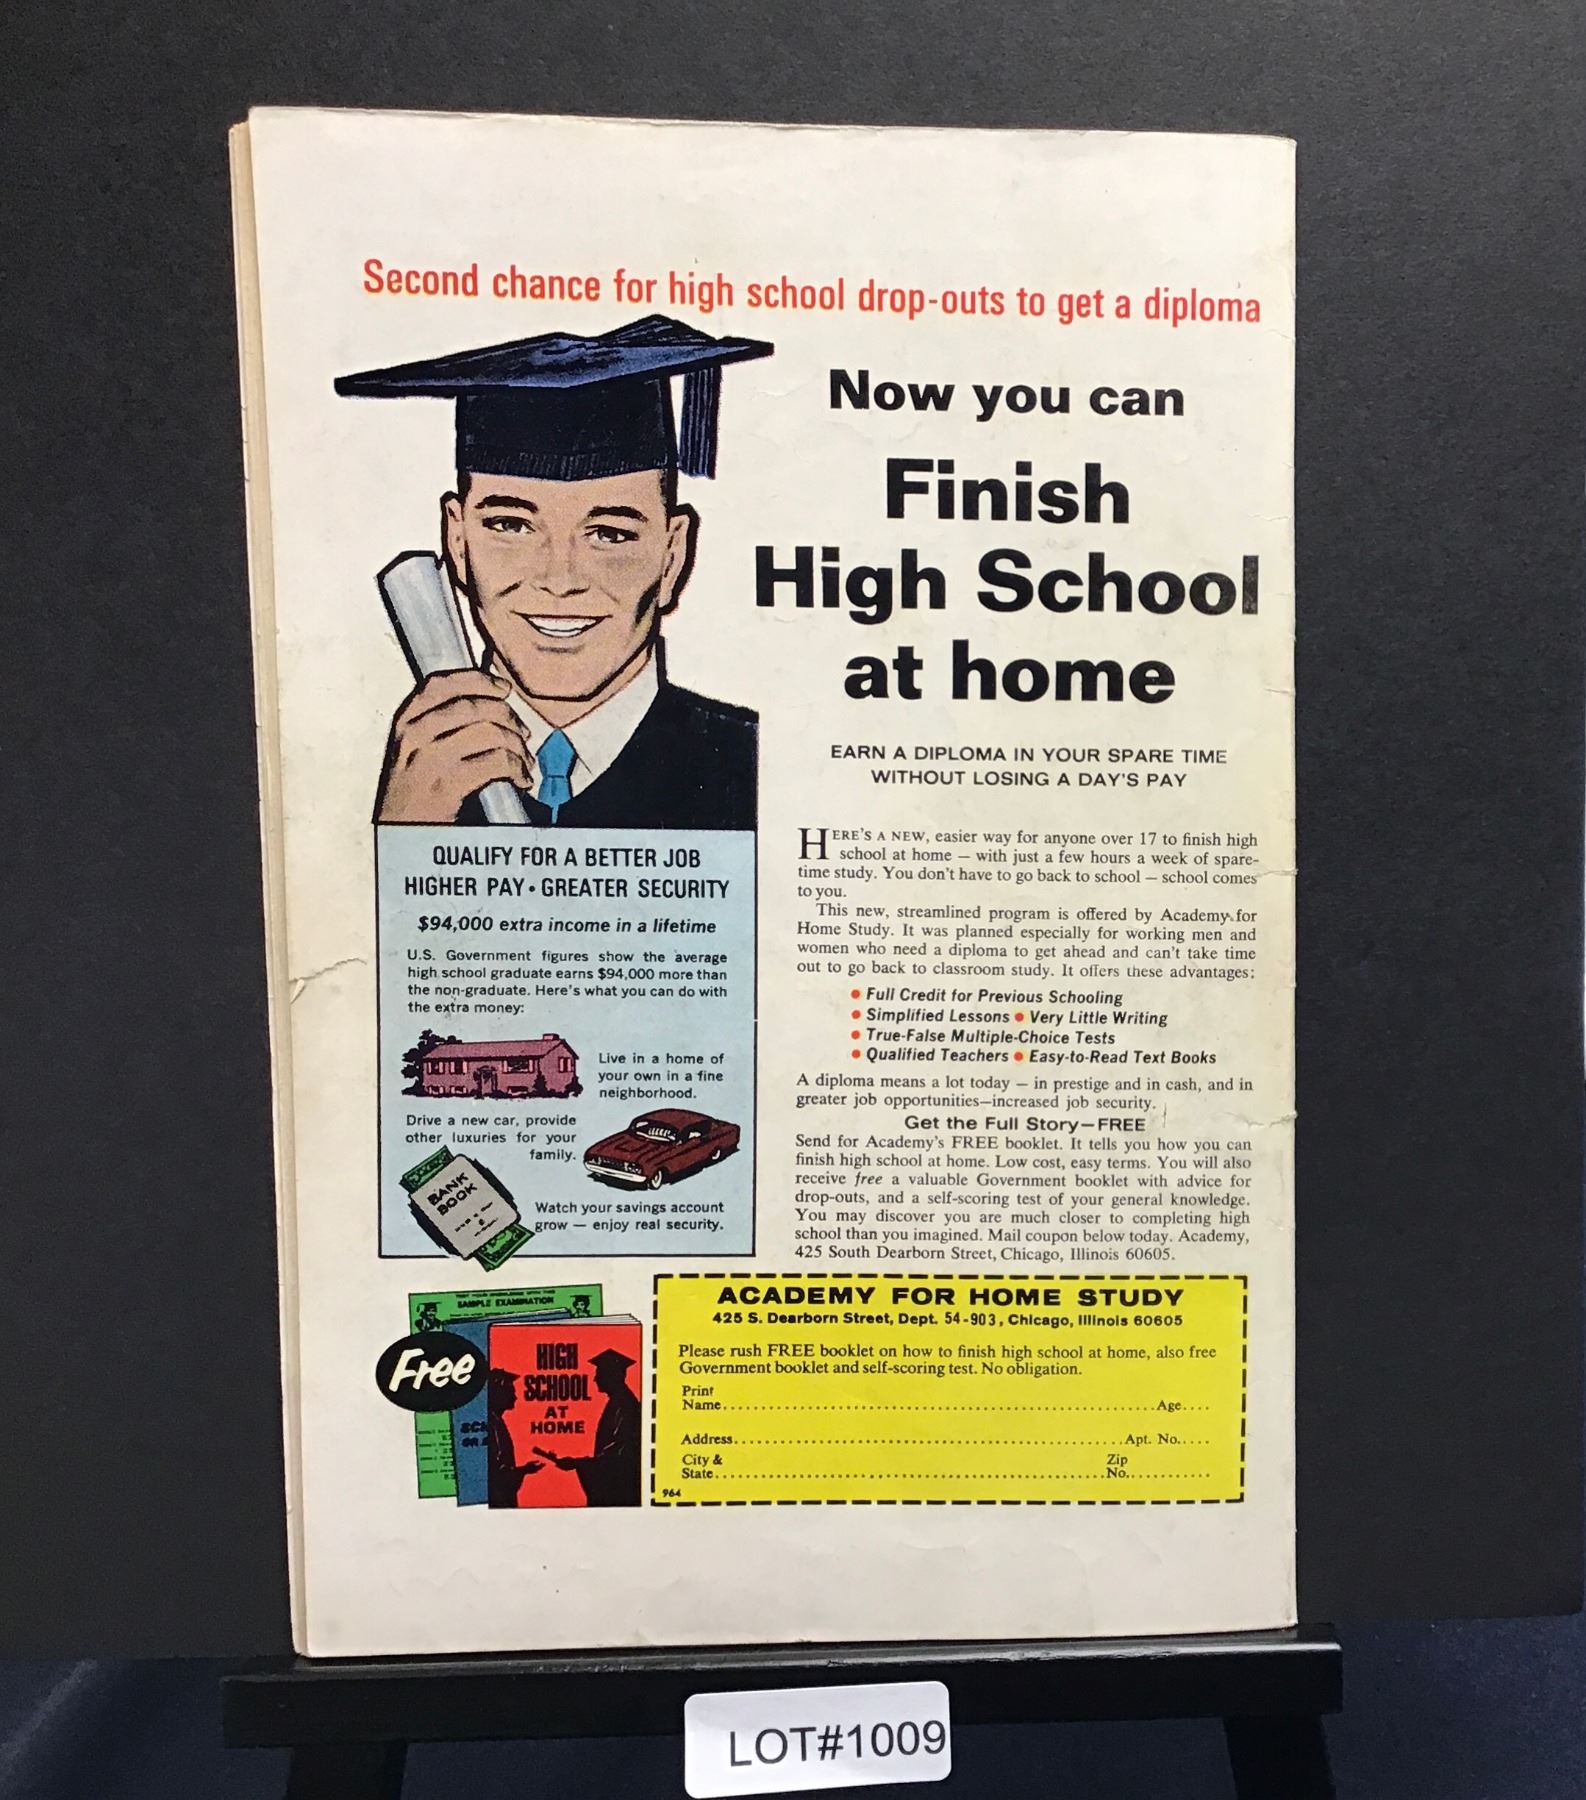 Second chance for high school drop-outs to get a diploma
Now you can
Finish
High School
at home
EARN A DIPLOMA IN YOUR SPARE TIME
WITHOUT LOSING A DAY'S PAY
HERE'S A NEW, easier way for anyone over 17 to finish high
school at home — with just a few hours a week of spare-
time study. You don't have to go back to school — school comes
to you.
This new, streamlined program is offered by Academy for
Home Study. It was planned especially for working men and
women who need a diploma to get ahead and can't take time
out to go back to classroom study. It offers these advantages:
• Full Credit for Previous Schooling
• Simplified Lessons • Very Little Writing
• True-False Multiple-Choice Tests
• Qualified Teachers • Easy-to-Read Text Books
A diploma means a lot today — in prestige and in cash, and in
greater job opportunities—increased job security.
Get the Full Story—FREE
Send for Academy's FREE booklet. It tells you how you can
finish high school at home. Low cost, easy terms. You will also
receive free a valuable Government booklet with advice for
drop-outs, and a self-scoring test of your general knowledge.
You may discover you are much closer to completing high
school than you imagined. Mail coupon below today. Academy,
425 South Dearborn Street, Chicago, Illinois 60605.
QUALIFY FOR A BETTER JOB
HIGHER PAY • GREATER SECURITY
$94,000 extra income in a lifetime
U.S. Government figures show the average
high school graduate earns $94,000 more than
the non-graduate. Here's what you can do with
the extra money:
Live in a home of
your own in a fine
neighborhood.
Drive a new car, provide
other luxuries for your
family.
BANK
BOOK
Watch your savings account
grow — enjoy real security.
SAMPLE EXAMINATION
Free
HIGH
SCHOOL
AT
HOME
ACADEMY FOR HOME STUDY
425 S. Dearborn Street, Dept. 54-903, Chicago, Illinois 60605
Please rush FREE booklet on how to finish high school at home, also free
Government booklet and self-scoring test. No obligation.
Print
Name Age
Address Apt. No.
City & Zip
State No.
964
LOT#1009